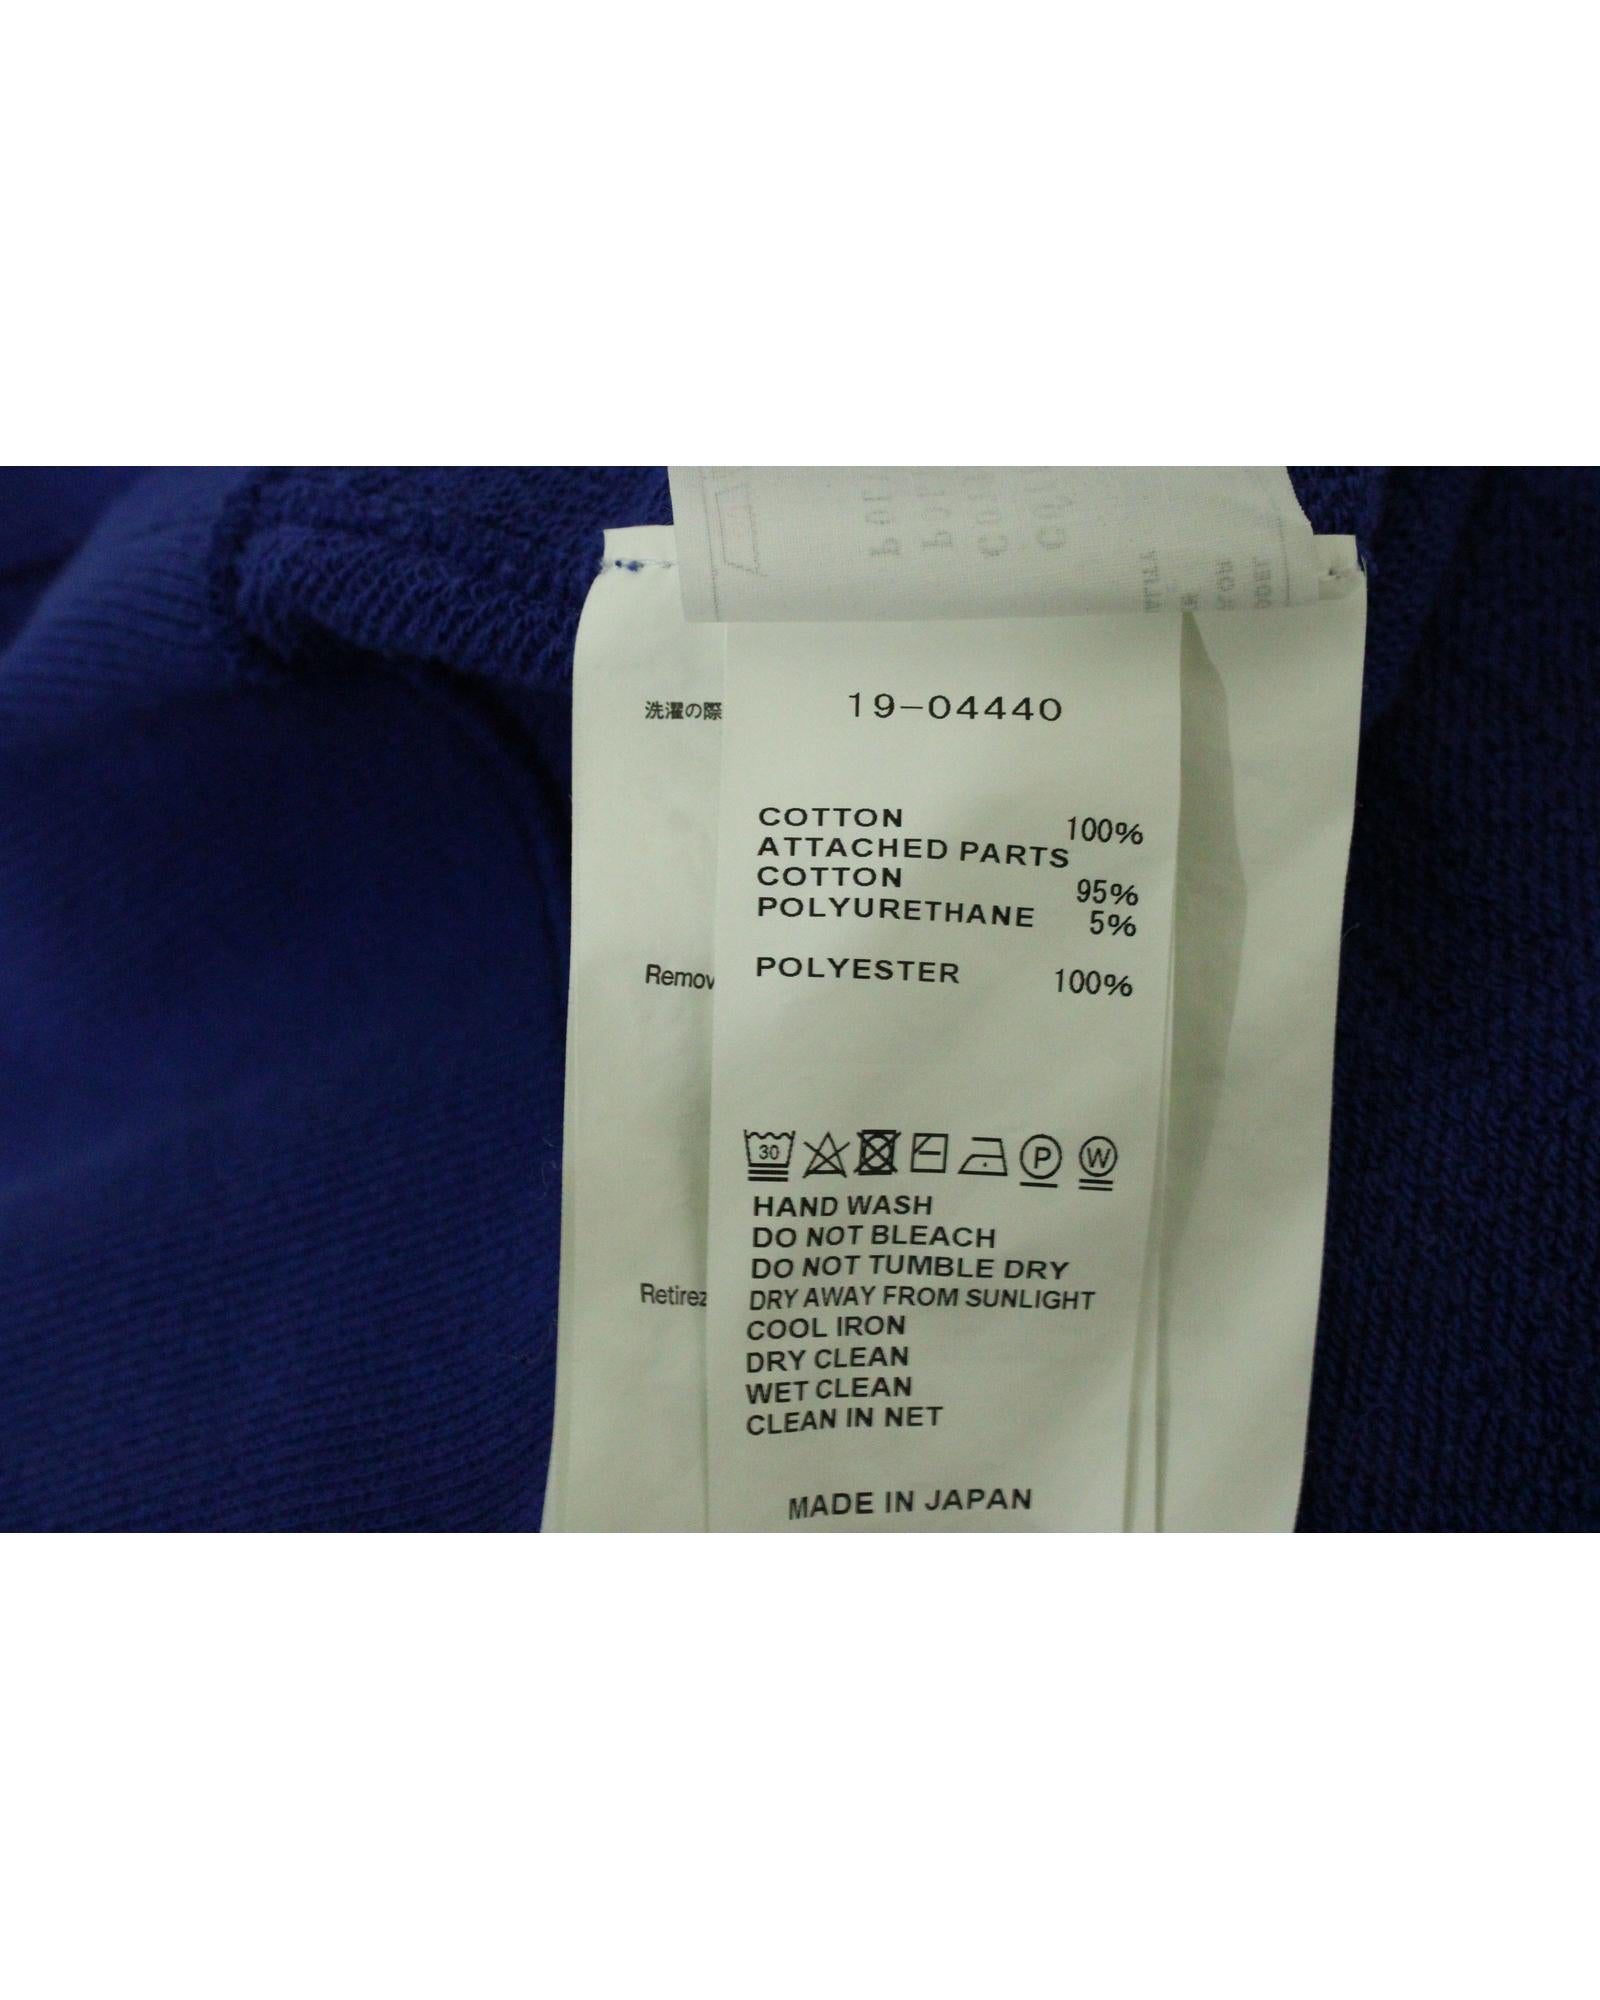 洗濯の際
19-04440
COTTON 100%
ATTACHED PARTS
COTTON 95%
POLYURETHANE 5%
Remov
POLYESTER 100%
30
P
W
HAND WASH
DO NOT BLEACH
DO NOT TUMBLE DRY
Retirez
DRY AWAY FROM SUNLIGHT
COOL IRON
DRY CLEAN
WET CLEAN
CLEAN IN NET
MADE IN JAPAN